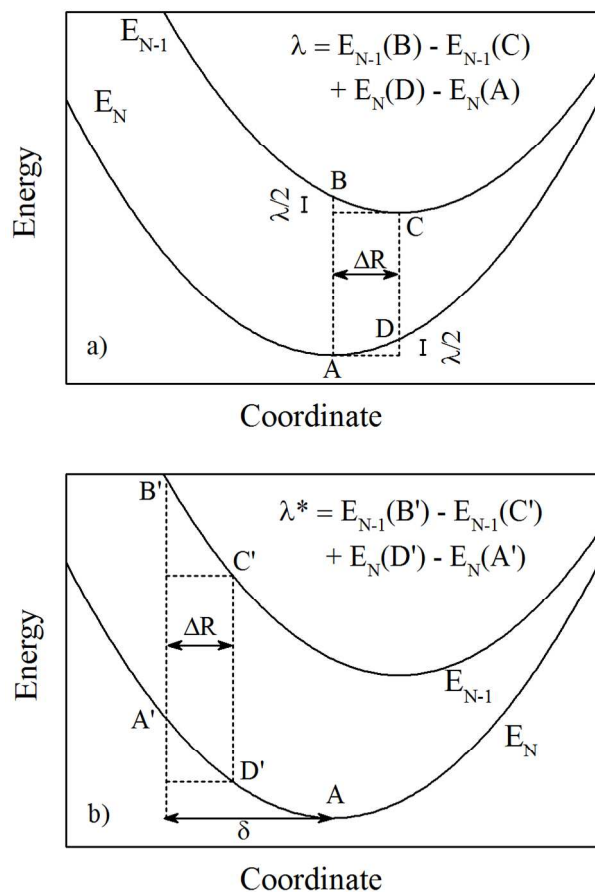 E_{N-1}
λ = E_{N-1}(B) - E_{N-1}(C)
+ E_N(D) - E_N(A)
E_N
B
λ/2
C
ΔR
D
λ/2
A
a)
Energy
Coordinate
B'
λ* = E_{N-1}(B') - E_{N-1}(C')
+ E_N(D') - E_N(A')
C'
ΔR
E_{N-1}
A'
E_N
D'
A
b)
δ
Energy
Coordinate